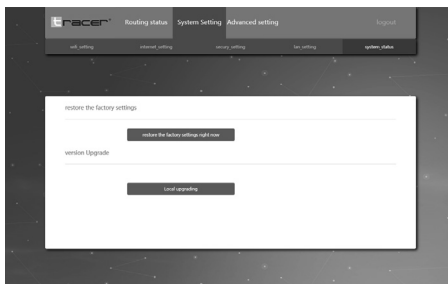 tracer
Routing status System Setting Advanced setting logout
wifi_setting internet_setting secury_setting lan_setting system_status
restore the factory settings
restore the factory settings right now
version Upgrade
Local upgrading